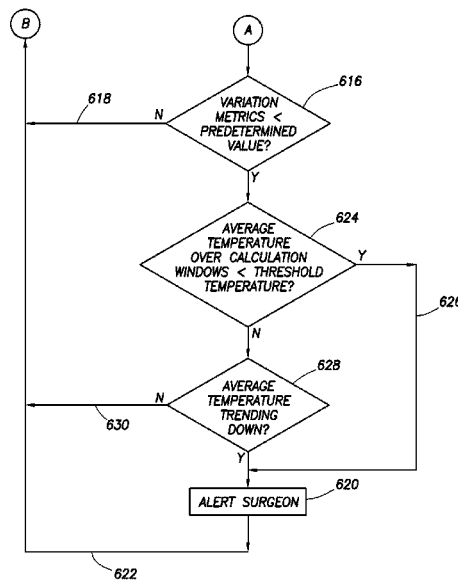 B
A
616
618
N
VARIATION
METRICS <
PREDETERMINED
VALUE?
Y
624
AVERAGE
TEMPERATURE
OVER CALCULATION
WINDOWS < THRESHOLD
TEMPERATURE?
Y
626
N
628
N
AVERAGE
TEMPERATURE
TRENDING
DOWN?
630
Y
620
ALERT SURGEON
622